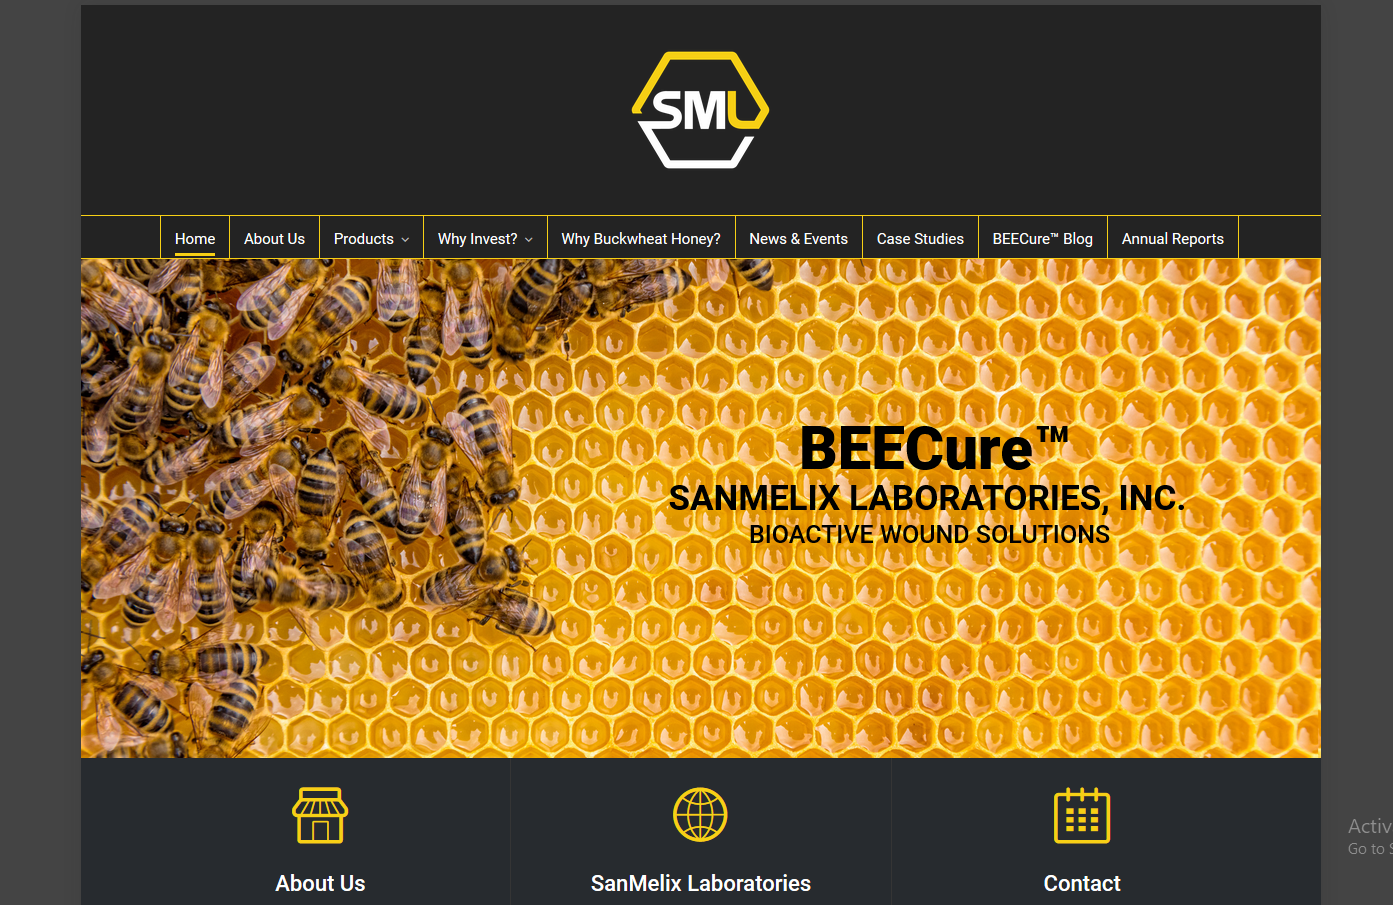 SML
Home About Us Products Why Invest? Why Buckwheat Honey? News & Events Case Studies BEECure™ Blog Annual Reports
BEECure™
SANMELIX LABORATORIES, INC.
BIOACTIVE WOUND SOLUTIONS
About Us SanMelix Laboratories Contact
Activ
Go to S